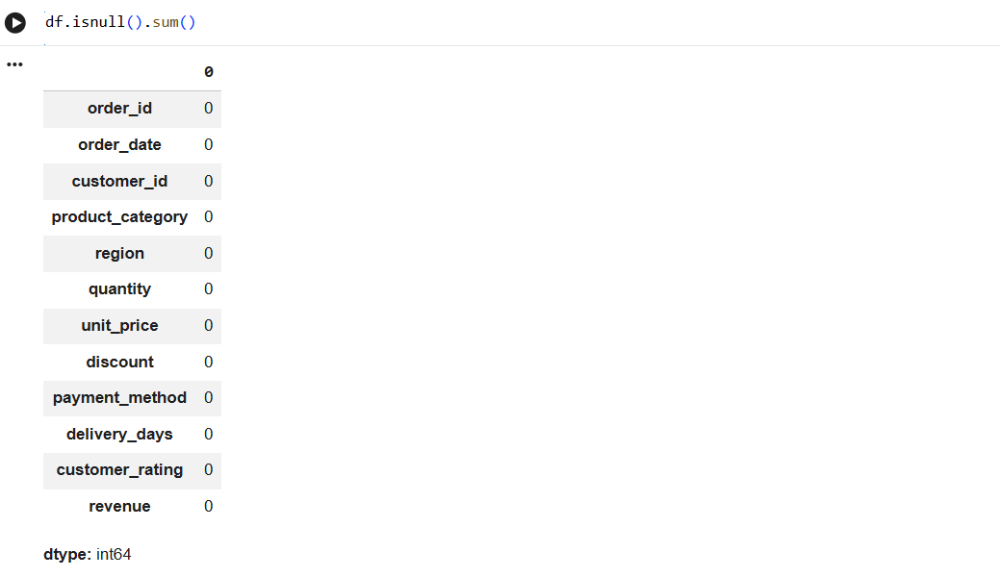 df.isnull().sum()
0
order_id 0
order_date 0
customer_id 0
product_category 0
region 0
quantity 0
unit_price 0
discount 0
payment_method 0
delivery_days 0
customer_rating 0
revenue 0
dtype: int64